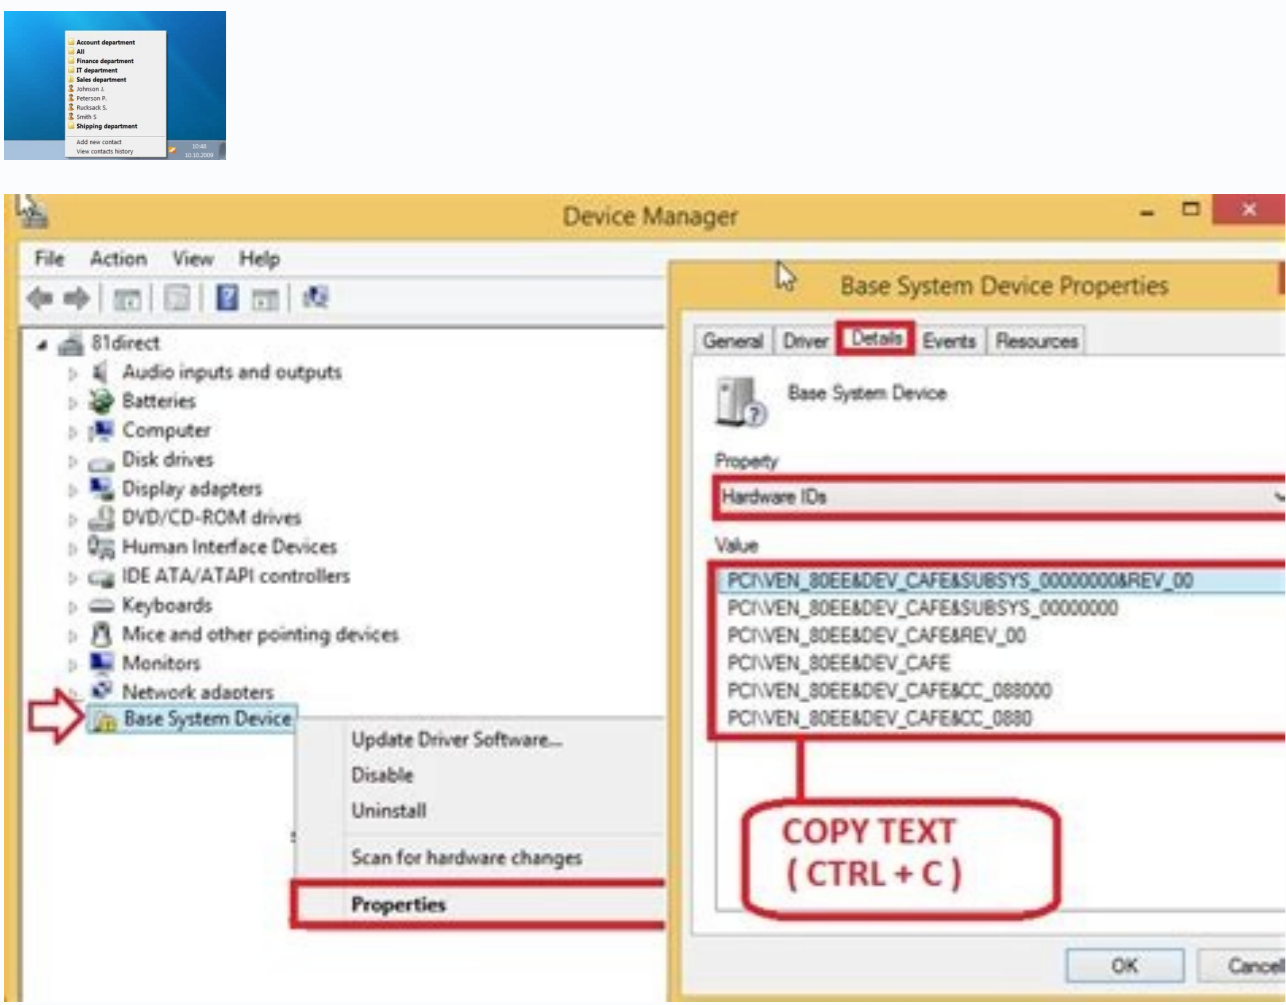 Account department
All
Finance department
IT department
Sales department
Johnson J.
Peterson P.
Rucksack S.
Smith S
Shipping department
Add new contact
View contacts history
10:48
10.10.2009
Device Manager
File Action View Help
81direct
Audio inputs and outputs
Batteries
Computer
Disk drives
Display adapters
DVD/CD-ROM drives
Human Interface Devices
IDE ATA/ATAPI controllers
Keyboards
Mice and other pointing devices
Monitors
Network adapters
Base System Device
Update Driver Software...
Disable
Uninstall
Scan for hardware changes
Properties
Base System Device Properties
General Driver Details Events Resources
Base System Device
Property
Hardware IDs
Value
PCI\VEN_80EE&DEV_CAFE&SUBSYS_00000000&REV_00
PCI\VEN_80EE&DEV_CAFE&SUBSYS_00000000
PCI\VEN_80EE&DEV_CAFE&REV_00
PCI\VEN_80EE&DEV_CAFE
PCI\VEN_80EE&DEV_CAFE&CC_088000
PCI\VEN_80EE&DEV_CAFE&CC_0880
COPY TEXT
( CTRL + C )
OK Cancel